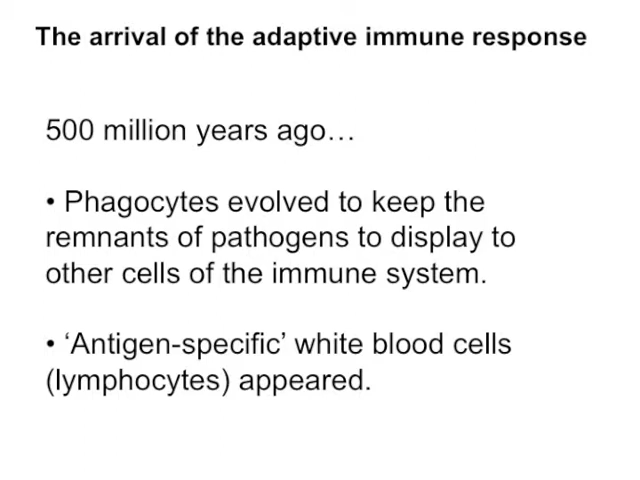 The arrival of the adaptive immune response
500 million years ago…
• Phagocytes evolved to keep the
remnants of pathogens to display to
other cells of the immune system.
• ‘Antigen-specific’ white blood cells
(lymphocytes) appeared.